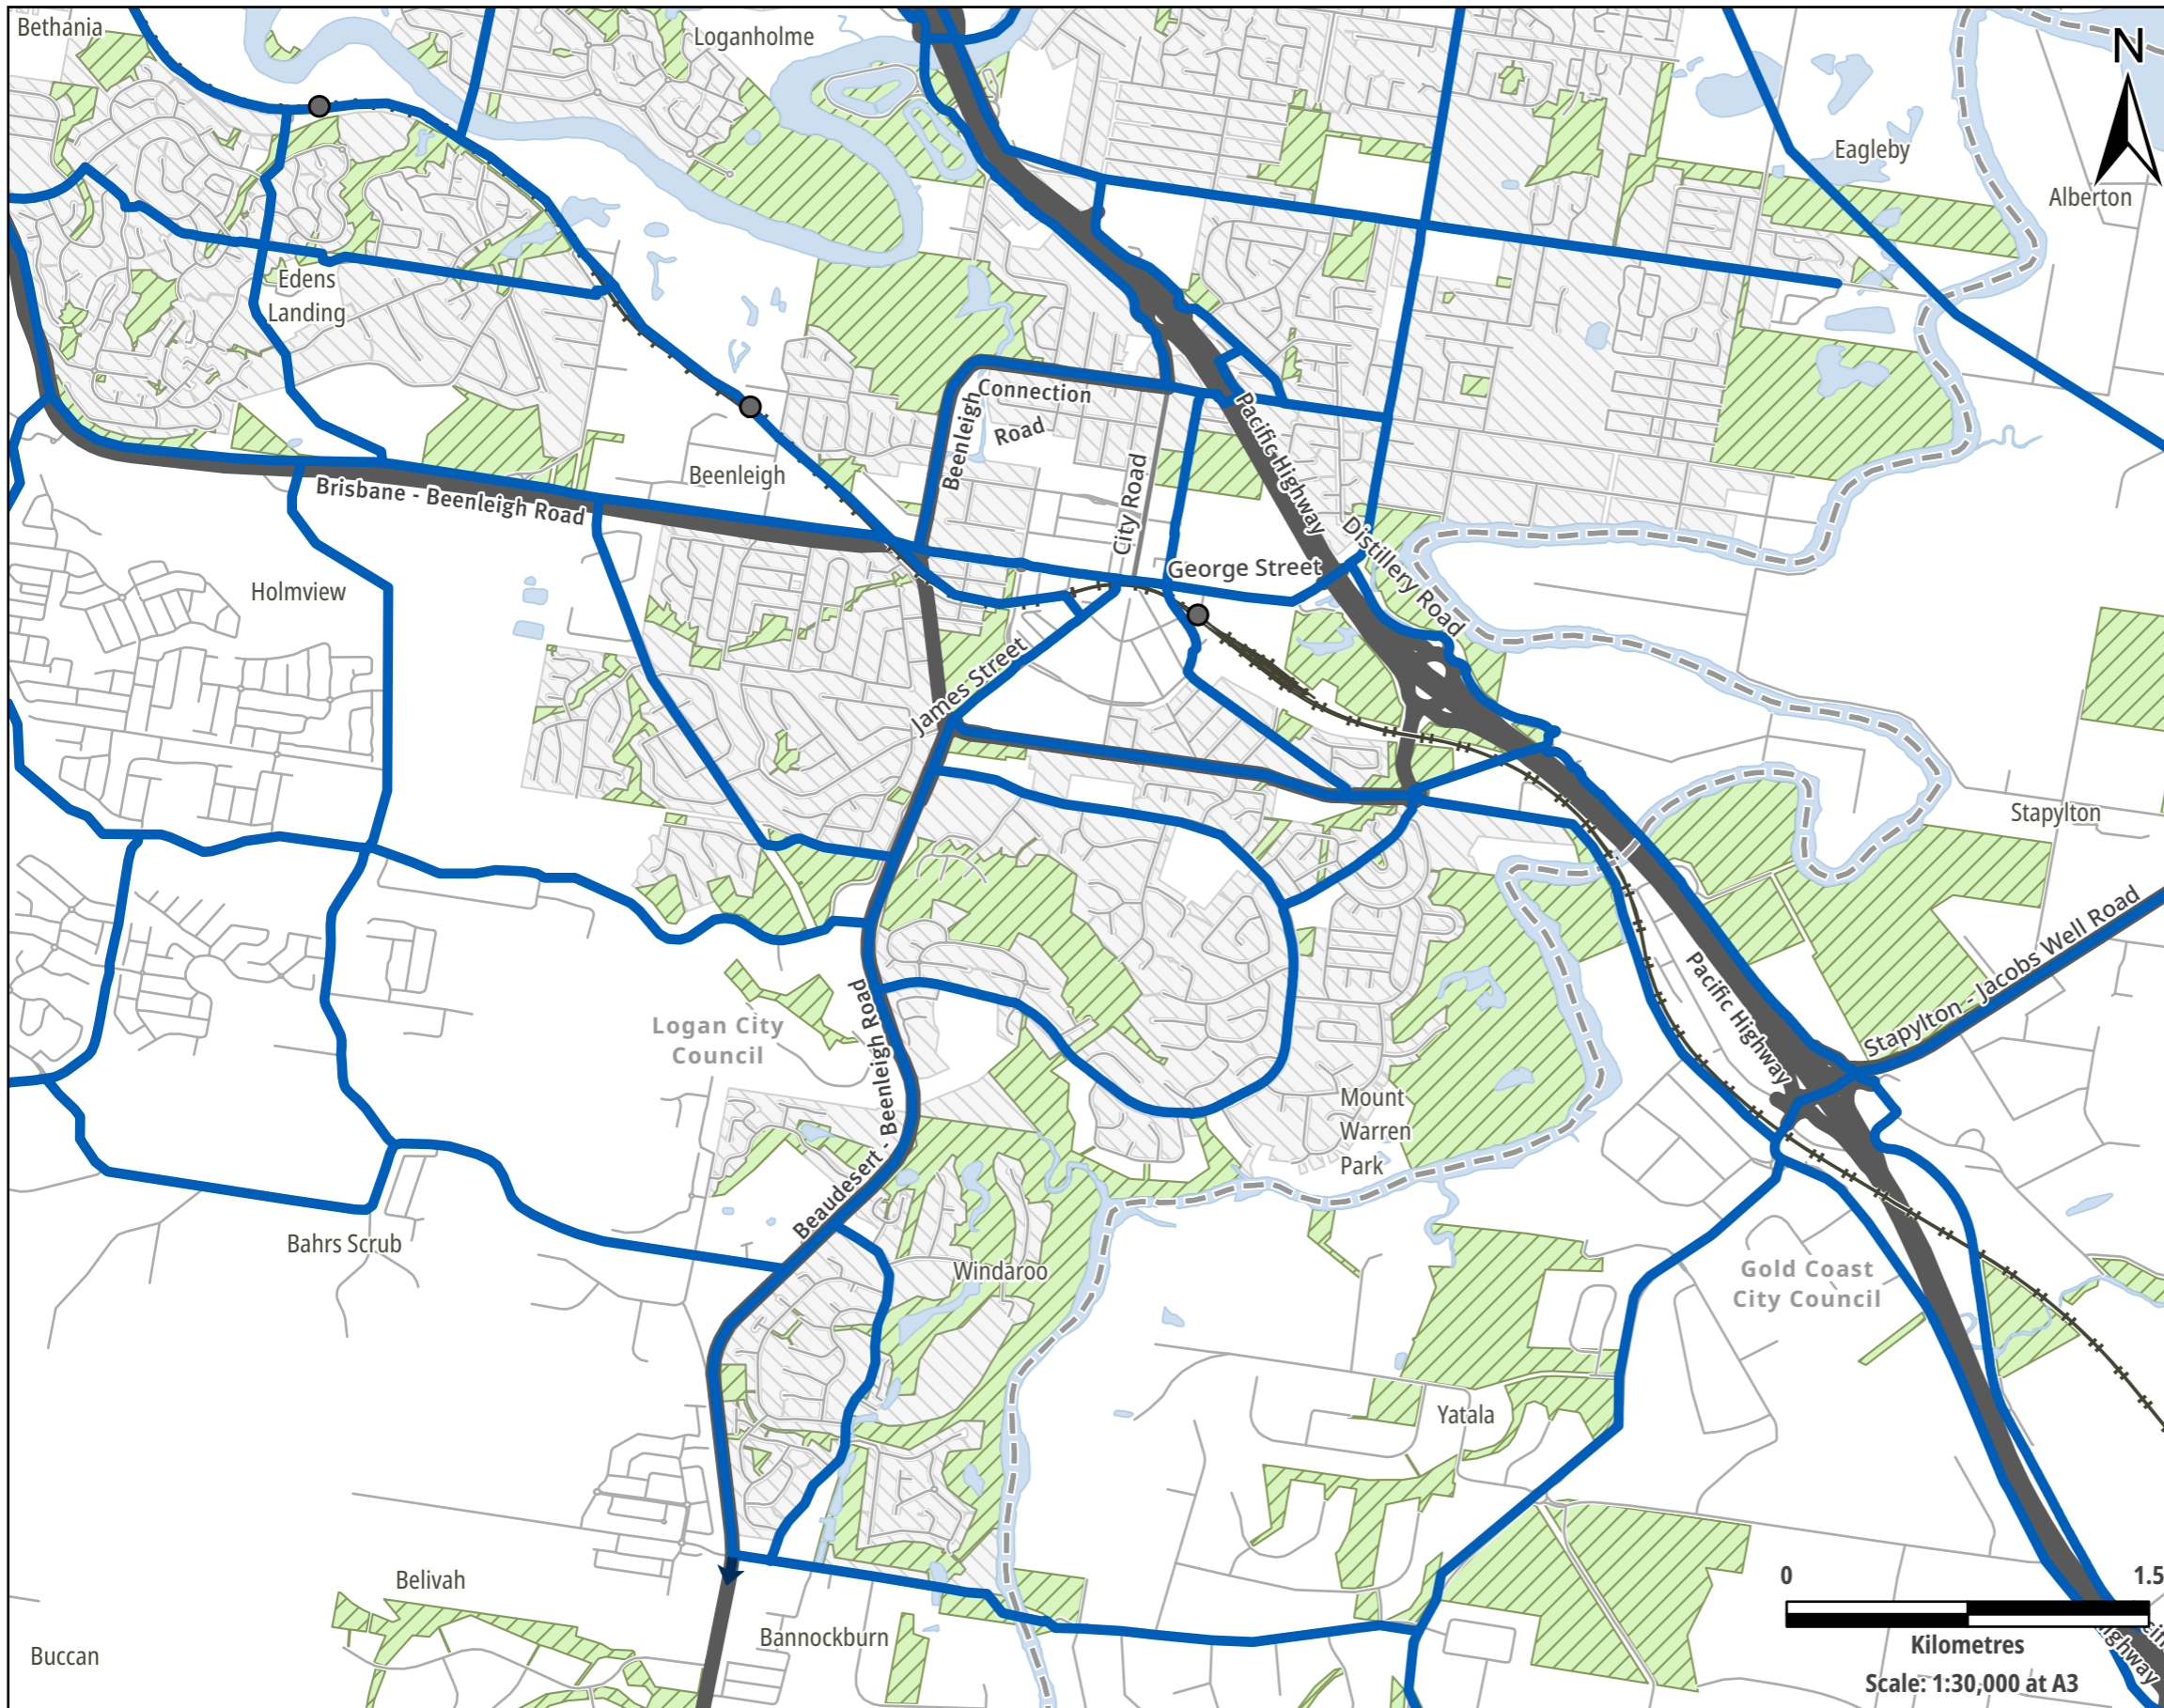 Bethania
Loganholme
N
Eagleby
Alberton
Edens
Landing
Connection
Road
Beenleigh
Pacific Highway
City Road
Beenleigh
Brisbane - Beenleigh Road
George Street
Distillery Road
Holmview
James Street
Stapylton
Stapylton - Jacobs Well Road
Pacific Highway
Logan City
Council
Beaudesert - Beenleigh Road
Mount
Warren
Park
Bahrs Scrub
Windaroo
Gold Coast
City Council
Yatala
Belivah
Bannockburn
Buccan
0 1.5
Kilometres
Scale: 1:30,000 at A3